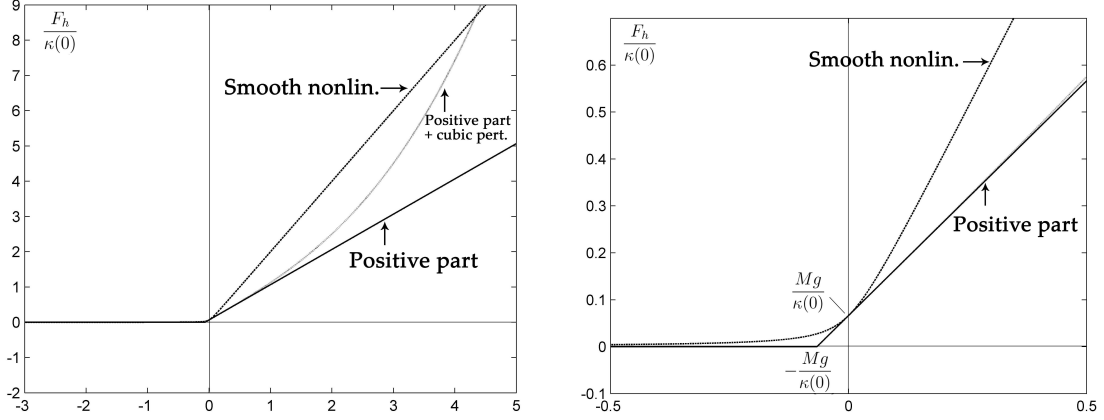 9
8
7
6
5
4
3
2
1
0
-1
-2
-3
-2
-1
0
1
2
3
4
5
F_h
κ(0)
Smooth nonlin.
Positive part
+ cubic pert.
Positive part
0.6
0.5
0.4
0.3
0.2
0.1
0
-0.1
-0.5
0
0.5
F_h
κ(0)
Smooth nonlin.
Positive part
Mg
κ(0)
−Mg
κ(0)